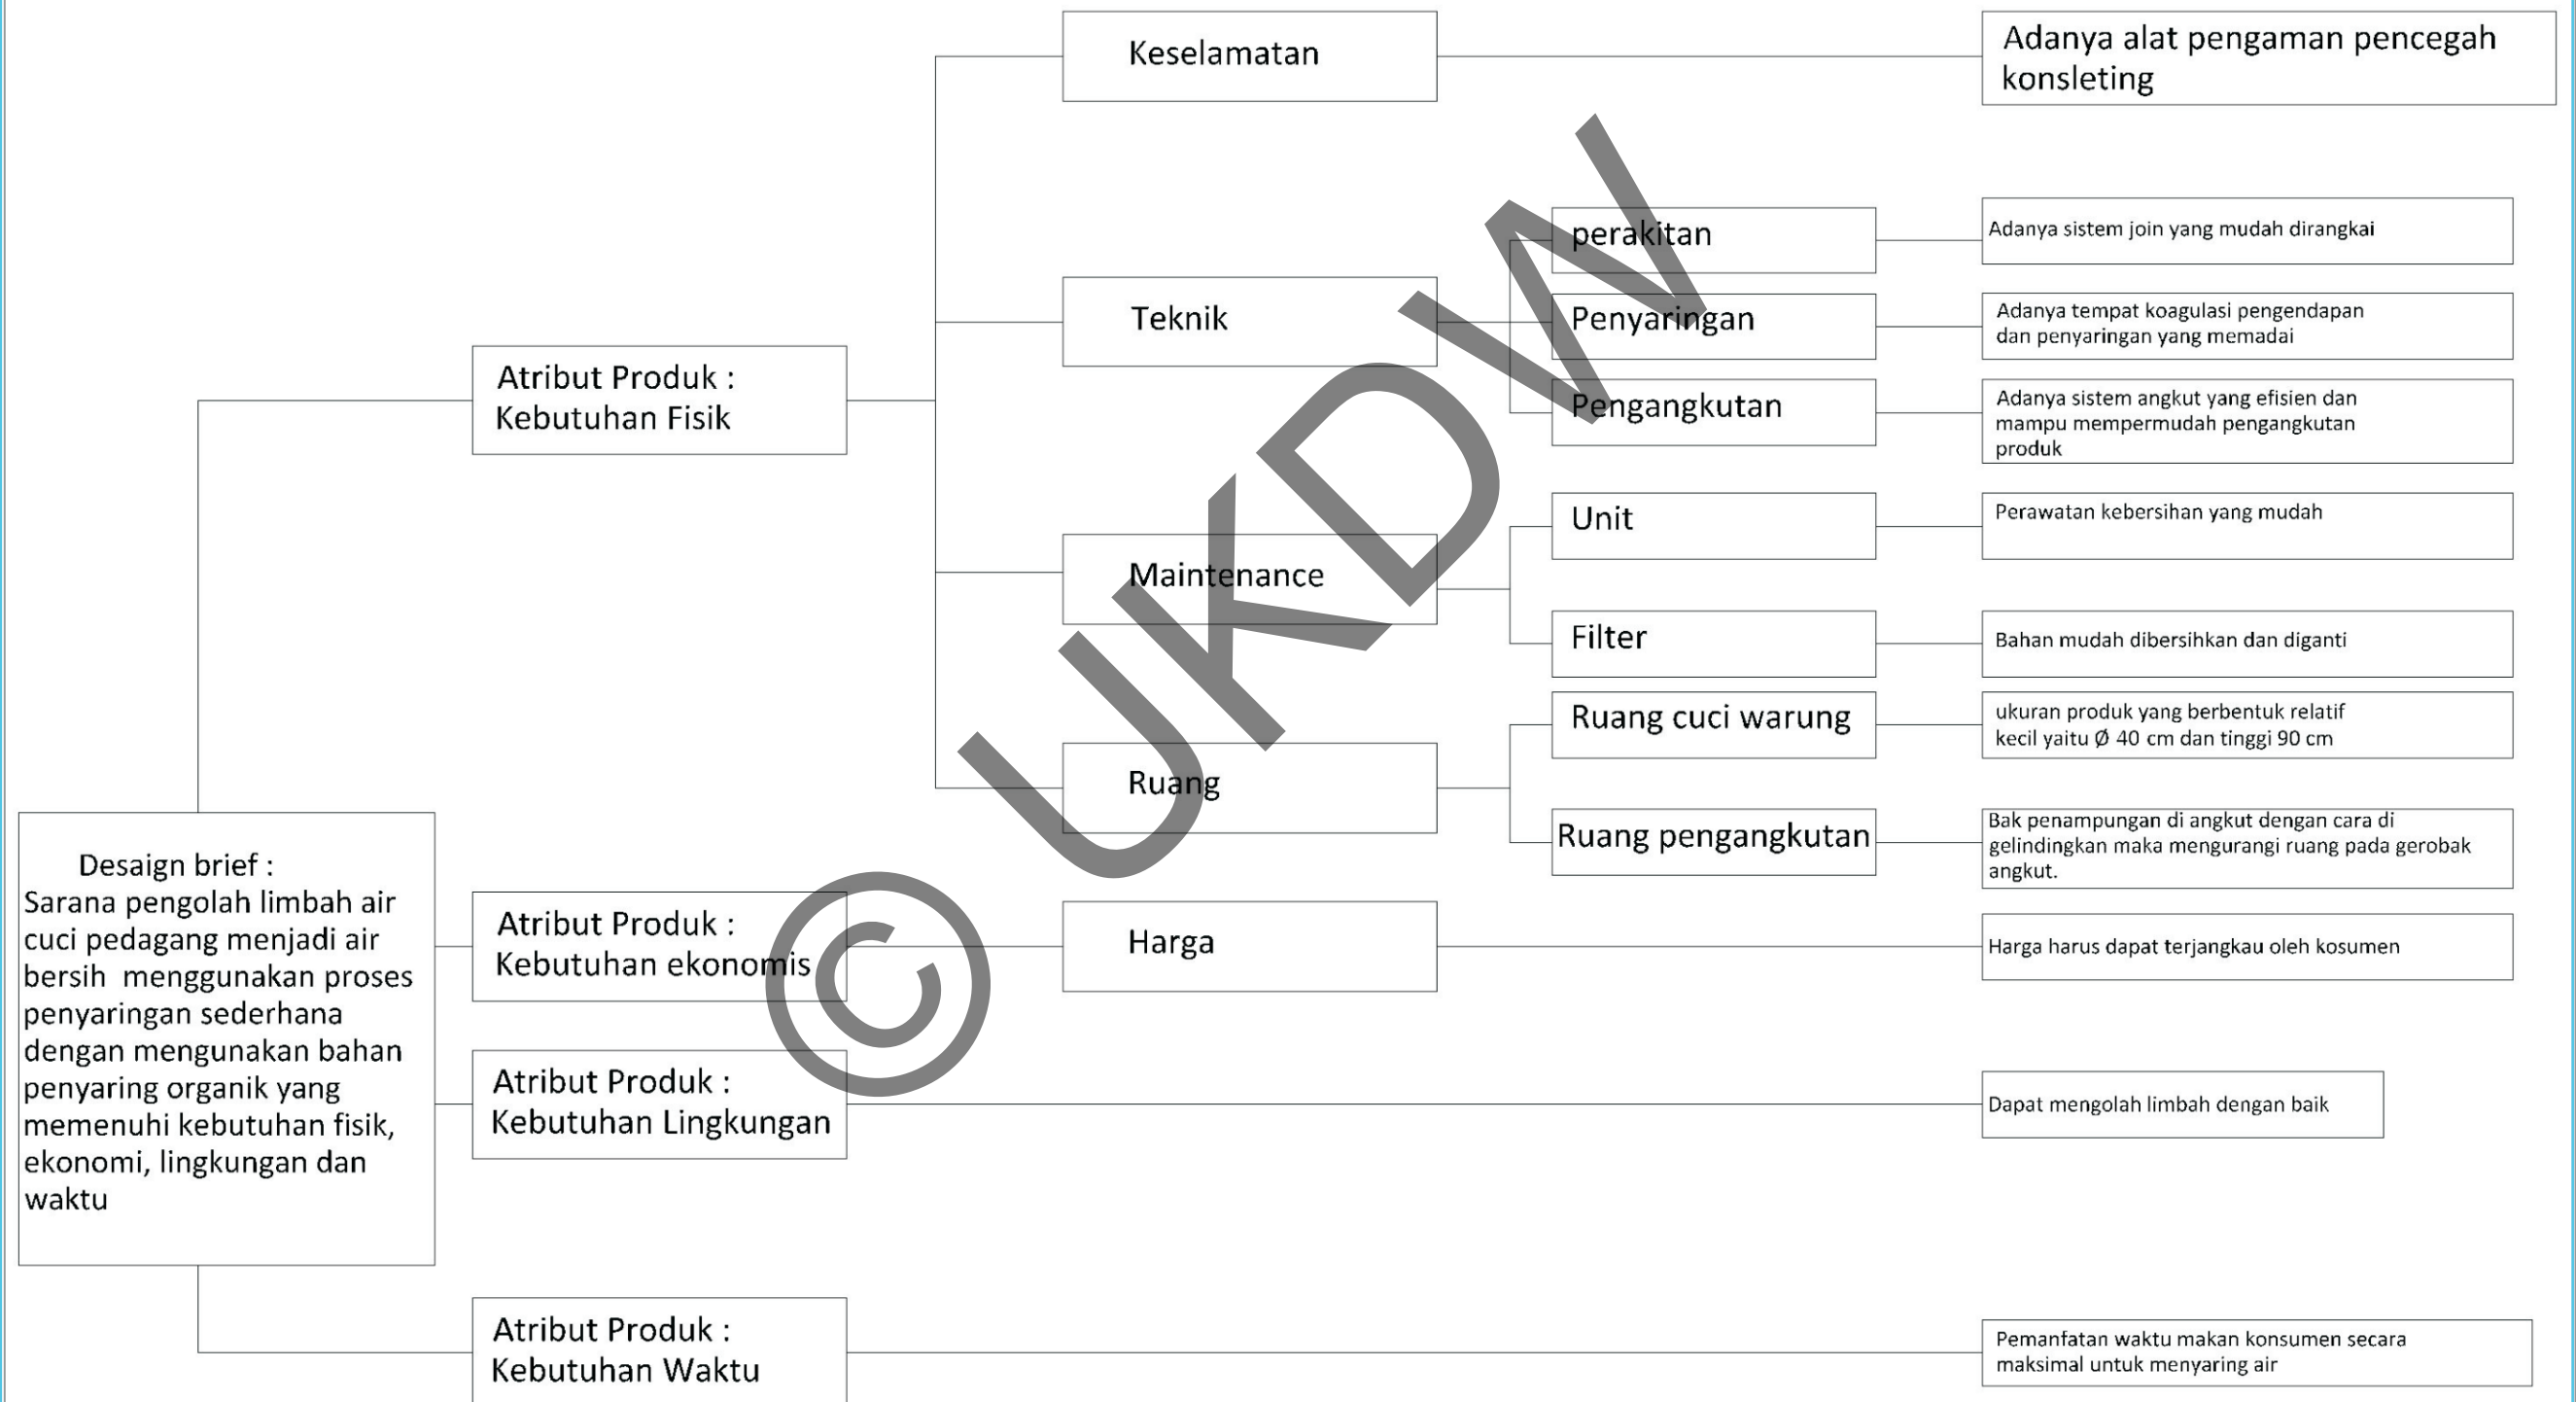 Desaign brief :
Sarana pengolah limbah air
cuci pedagang menjadi air
bersih menggunakan proses
penyaringan sederhana
dengan mengunakan bahan
penyaring organik yang
memenuhi kebutuhan fisik,
ekonomi, lingkungan dan
waktu
Atribut Produk :
Kebutuhan Fisik
Keselamatan
Adanya alat pengaman pencegah
konsleting
Teknik
perakitan
Adanya sistem join yang mudah dirangkai
Penyaringan
Adanya tempat koagulasi pengendapan
dan penyaringan yang memadai
Pengangkutan
Adanya sistem angkut yang efisien dan
mampu mempermudah pengangkutan
produk
Maintenance
Unit
Perawatan kebersihan yang mudah
Filter
Bahan mudah dibersihkan dan diganti
Ruang
Ruang cuci warung
ukuran produk yang berbentuk relatif
kecil yaitu Ø 40 cm dan tinggi 90 cm
Ruang pengangkutan
Bak penampungan di angkut dengan cara di
gelindingkan maka mengurangi ruang pada gerobak
angkut.
Atribut Produk :
Kebutuhan ekonomis
Harga
Harga harus dapat terjangkau oleh kosumen
Atribut Produk :
Kebutuhan Lingkungan
Dapat mengolah limbah dengan baik
Atribut Produk :
Kebutuhan Waktu
Pemanfatan waktu makan konsumen secara
maksimal untuk menyaring air
© UKDW